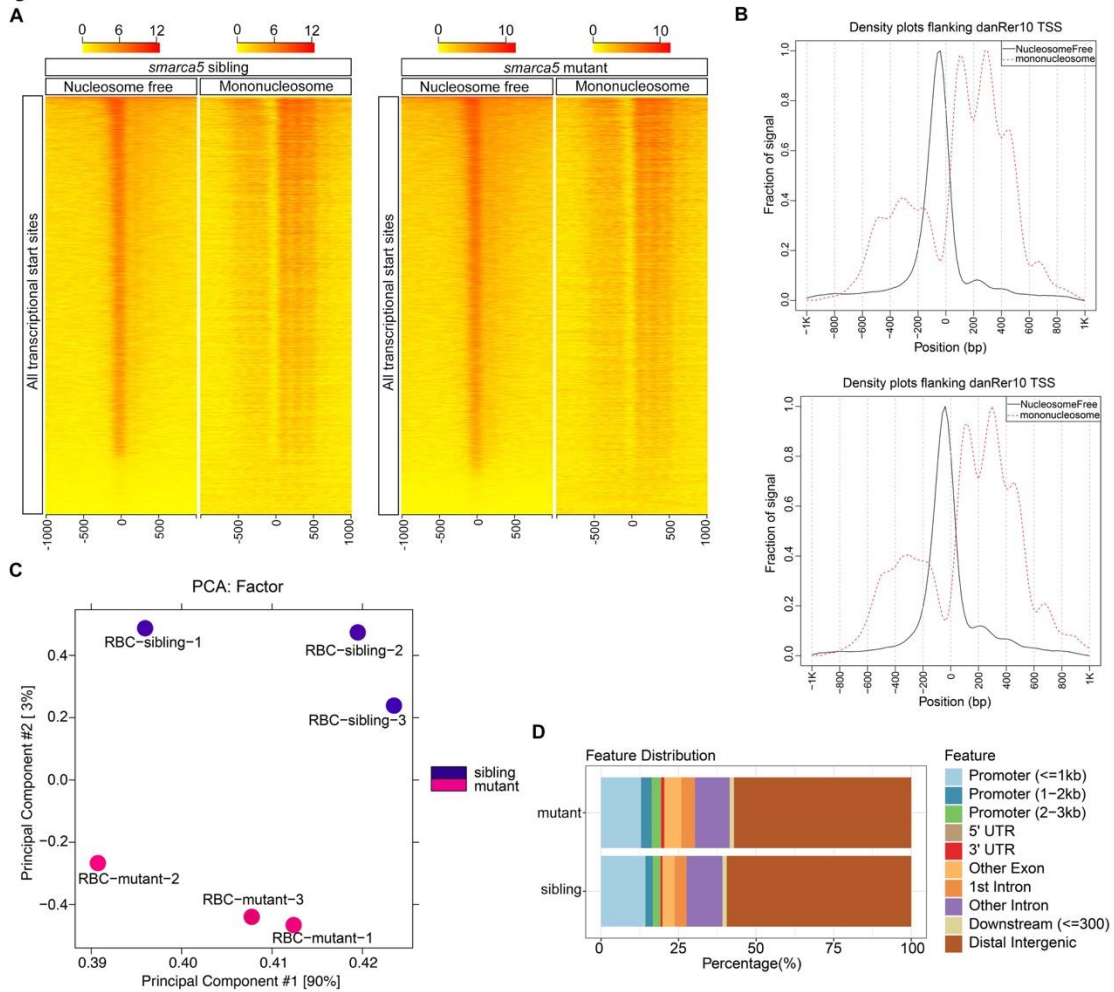 A
0 6 12 0 6 12 0 10 0 10
smarca5 sibling
Nucleosome free Mononucleosome
smarca5 mutant
Nucleosome free Mononucleosome
All transcriptional start sites
All transcriptional start sites
-1000 -500 0 500 1000 -500 0 500 1000
-1000 -500 0 500 1000 -500 0 500 1000
B
Density plots flanking danRer10 TSS
NucleosomeFree
mononucleosome
Fraction of signal
0.0 0.2 0.4 0.6 0.8 1.0
−1K −800 −600 −400 −200 0 200 400 600 800 1K
Position (bp)
Density plots flanking danRer10 TSS
NucleosomeFree
mononucleosome
Fraction of signal
0.0 0.2 0.4 0.6 0.8 1.0
−1K −800 −600 −400 −200 0 200 400 600 800 1K
Position (bp)
C
PCA: Factor
Principal Component #2 [ 3%]
0.4
0.2
0.0
−0.2
−0.4
RBC−sibling−1
RBC−sibling−2
RBC−sibling−3
RBC−mutant−2
RBC−mutant−3
RBC−mutant−1
0.39 0.40 0.41 0.42
Principal Component #1 [90%]
sibling
mutant
D
Feature Distribution
mutant
sibling
0 25 50 75 100
Percentage(%)
Feature
Promoter (<=1kb)
Promoter (1−2kb)
Promoter (2−3kb)
5' UTR
3' UTR
Other Exon
1st Intron
Other Intron
Downstream (<=300)
Distal Intergenic